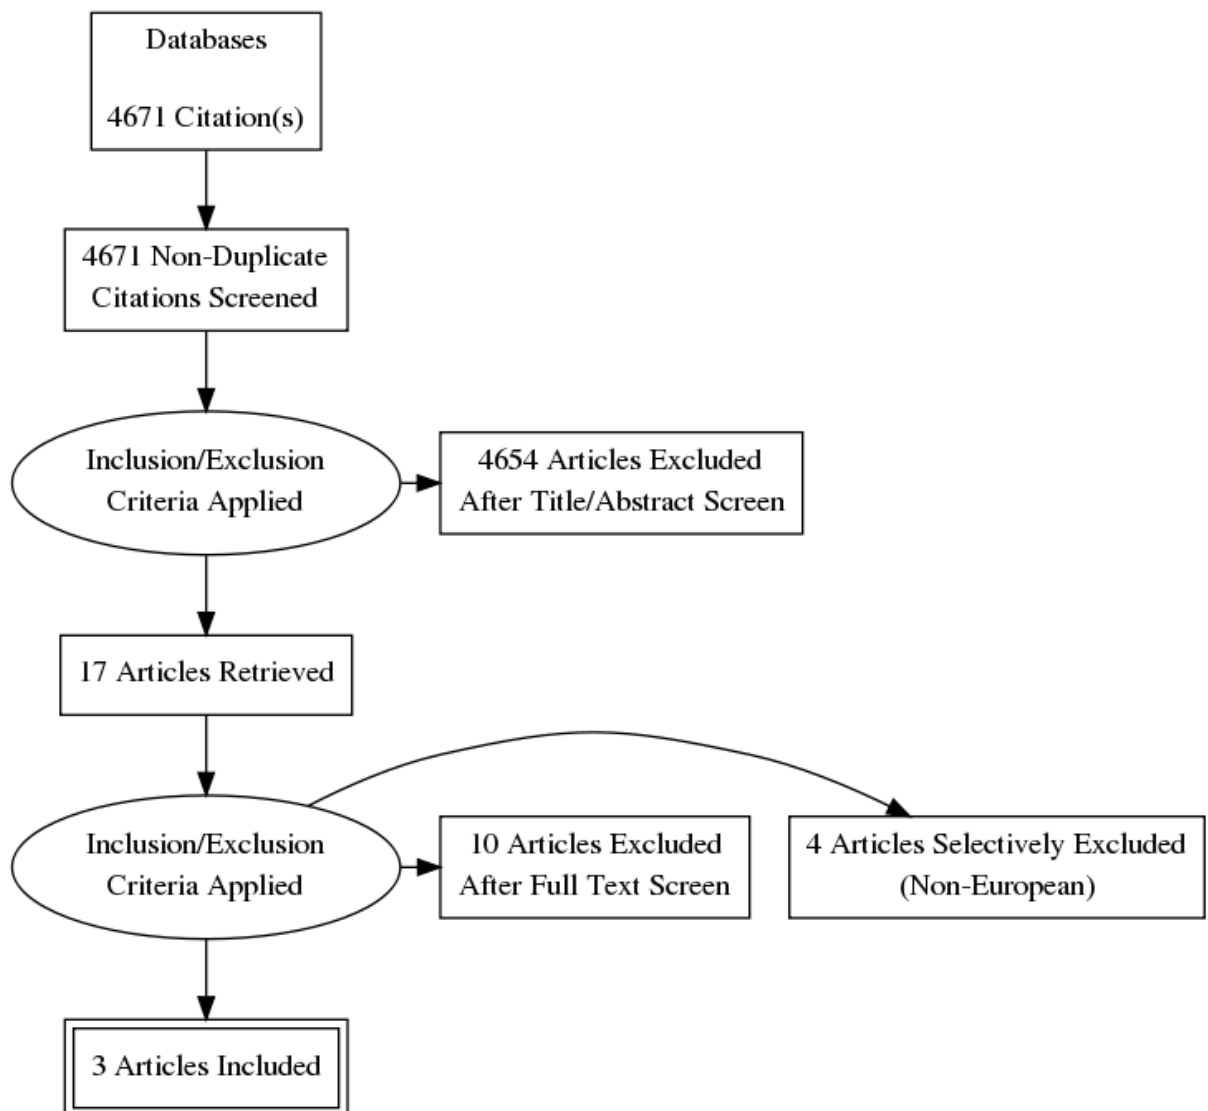 Databases
4671 Citation(s)
4671 Non-Duplicate
Citations Screened
Inclusion/Exclusion
Criteria Applied
4654 Articles Excluded
After Title/Abstract Screen
17 Articles Retrieved
Inclusion/Exclusion
Criteria Applied
10 Articles Excluded
After Full Text Screen
4 Articles Selectively Excluded
(Non-European)
3 Articles Included